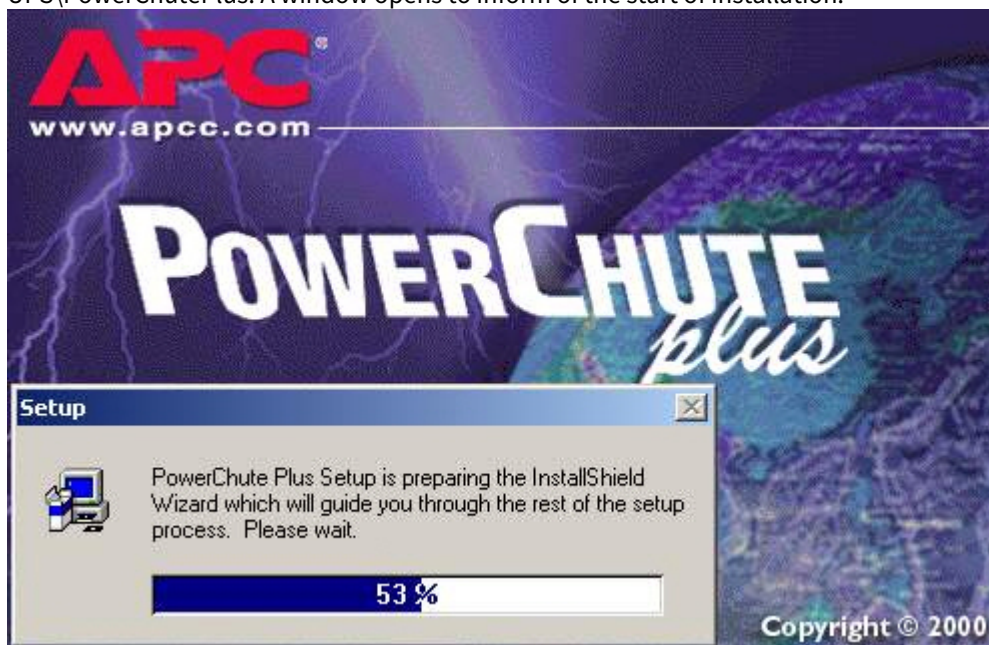 UPS\PowerChutePlus. A window opens to inform of the start of installation.
APC®
www.apcc.com
POWERCHUTE
plus
Setup
PowerChute Plus Setup is preparing the InstallShield
Wizard which will guide you through the rest of the setup
process. Please wait.
53 %
Copyright © 2000